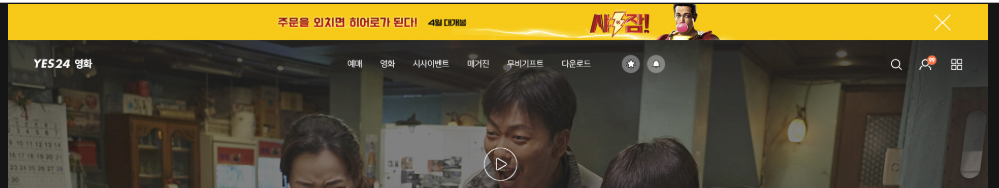 주문을 외치면 히어로가 된다! 4월 대개봉 샤잠!
YES24 영화 예매 영화 시사이벤트 매거진 무비기프트 다운로드